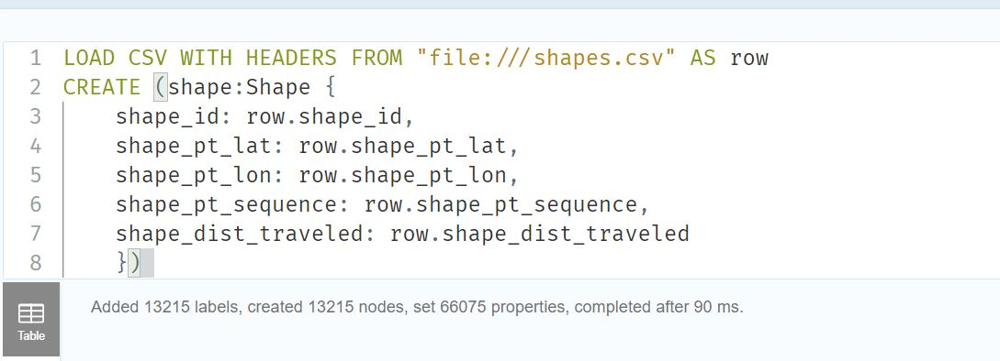 1 LOAD CSV WITH HEADERS FROM "file:///shapes.csv" AS row
2 CREATE (shape:Shape {
3 shape_id: row.shape_id,
4 shape_pt_lat: row.shape_pt_lat,
5 shape_pt_lon: row.shape_pt_lon,
6 shape_pt_sequence: row.shape_pt_sequence,
7 shape_dist_traveled: row.shape_dist_traveled
8 })
Added 13215 labels, created 13215 nodes, set 66075 properties, completed after 90 ms.
Table